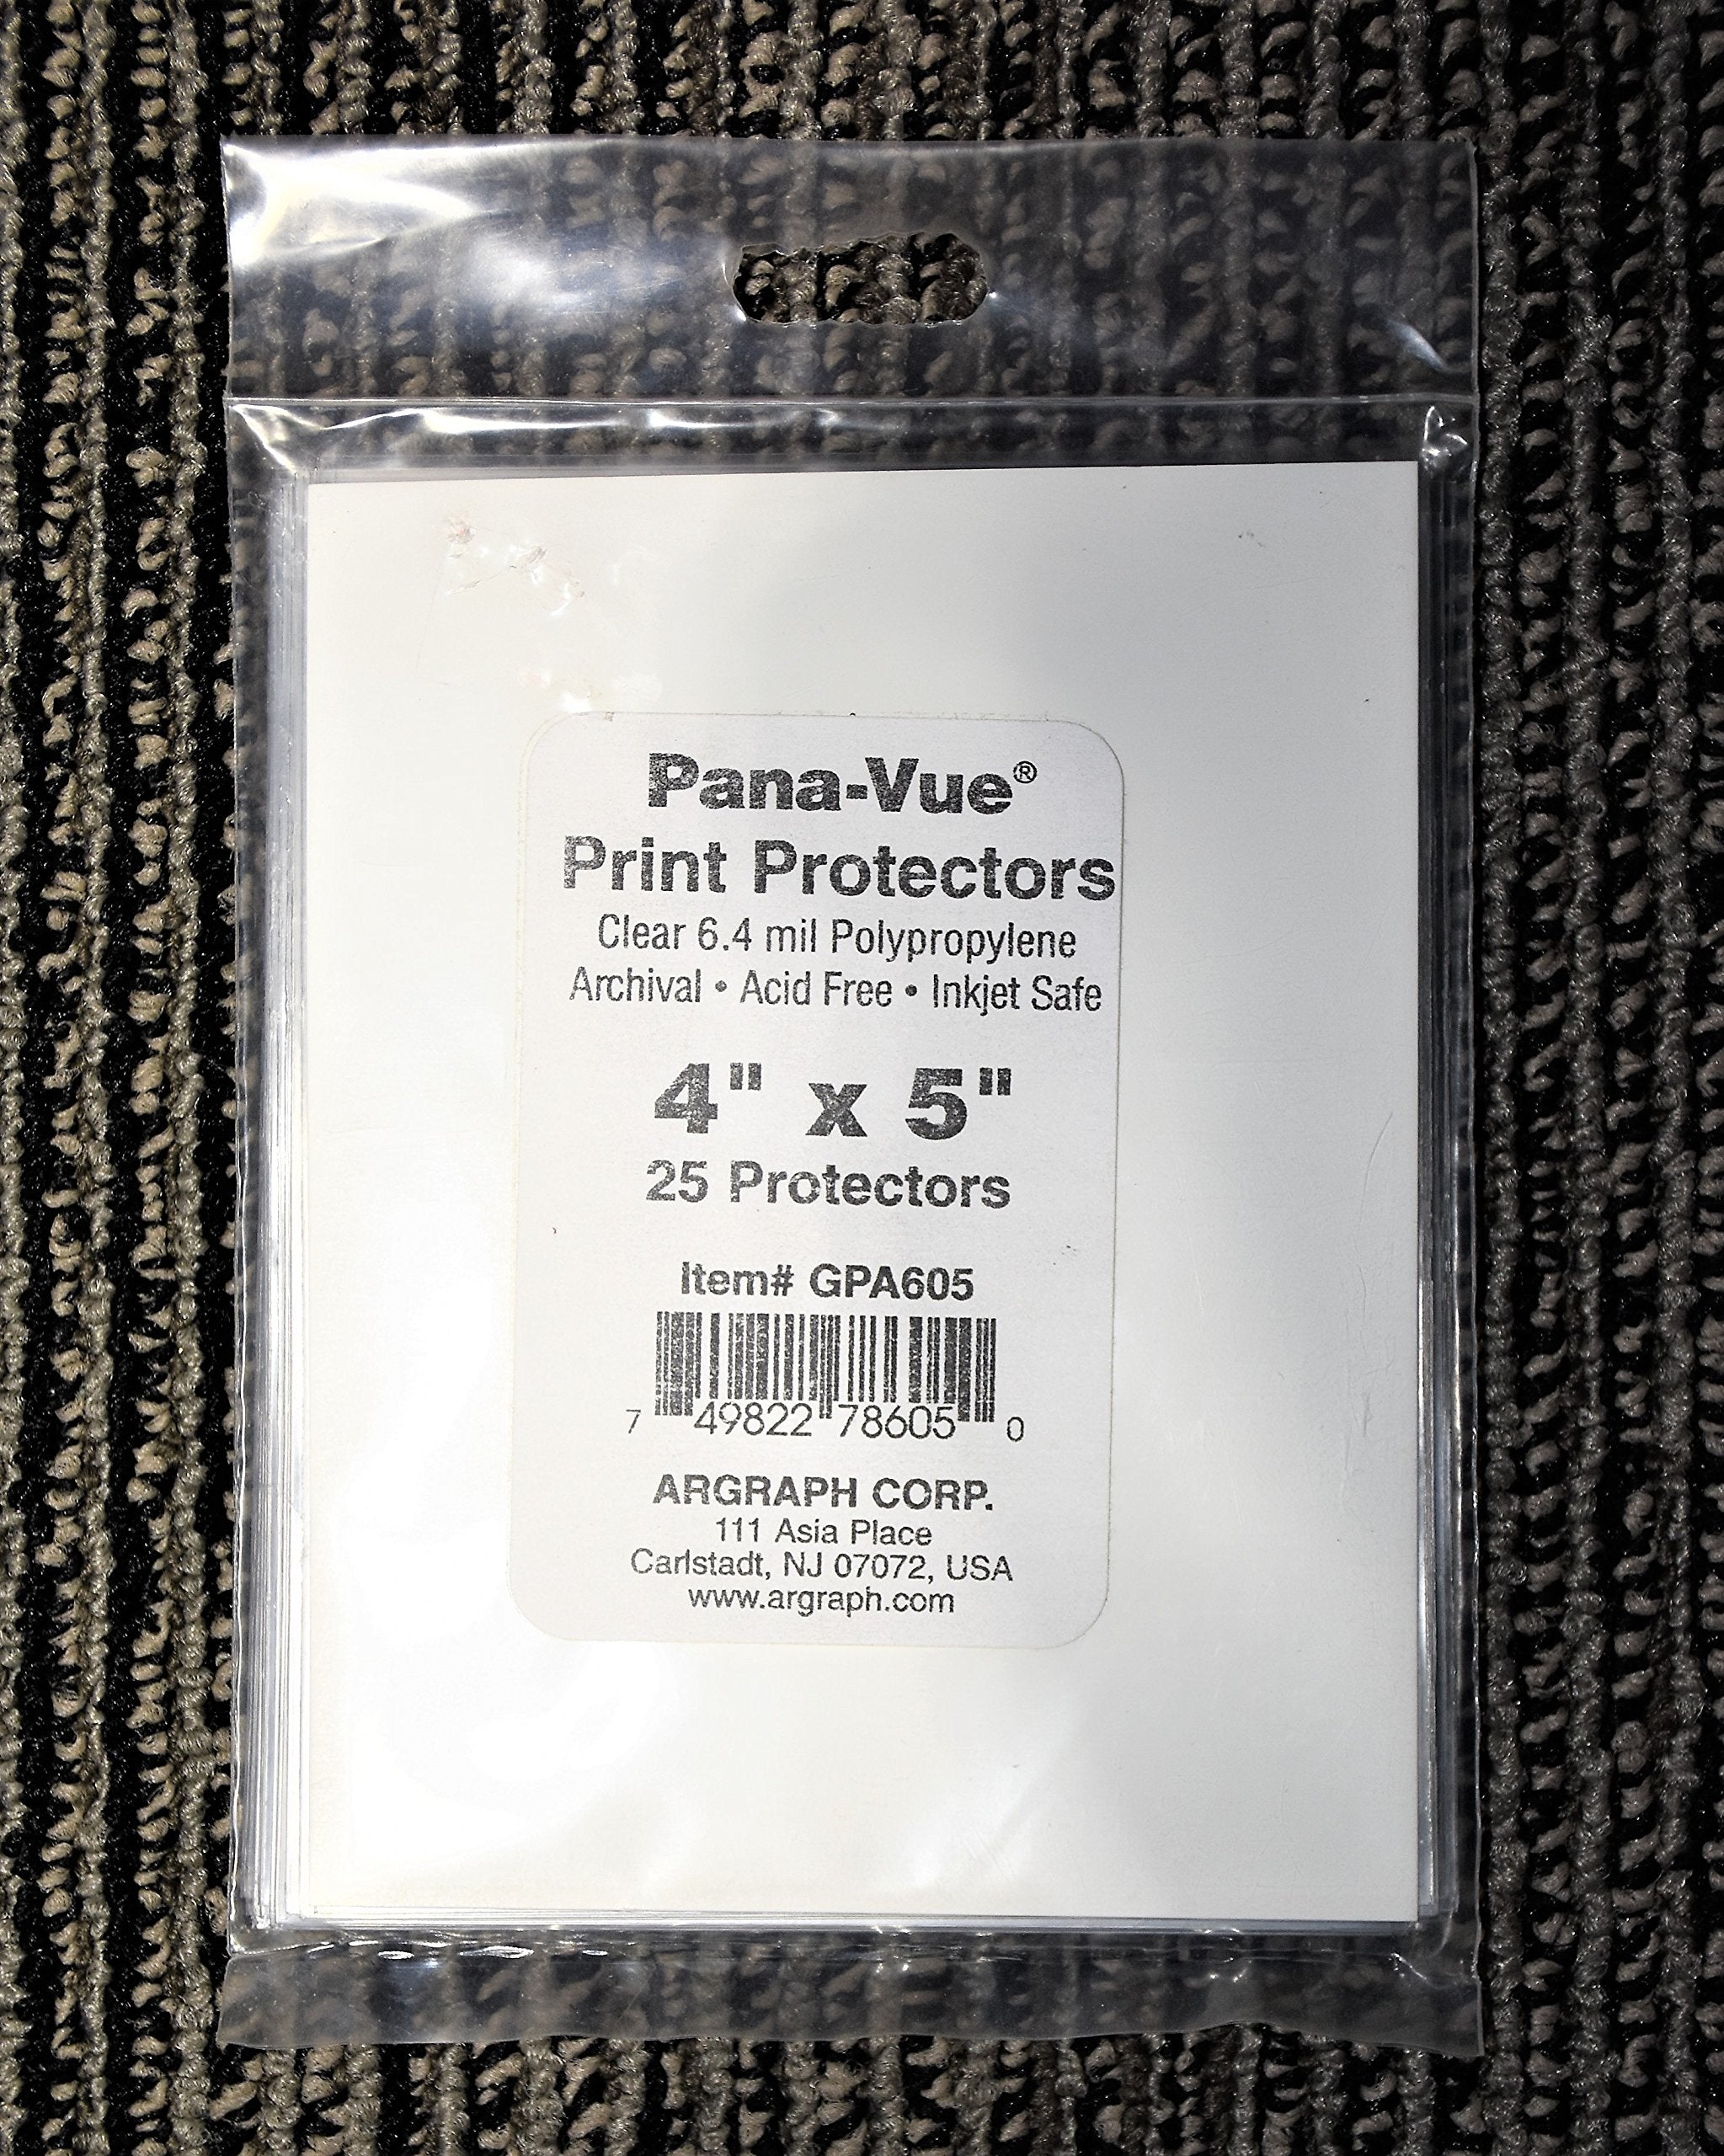 Pana-Vue®
Print Protectors
Clear 6.4 mil Polypropylene
Archival • Acid Free • Inkjet Safe
4" x 5"
25 Protectors
Item# GPA605
7 49822 78605 0
ARGRAPH CORP.
111 Asia Place
Carlstadt, NJ 07072, USA
www.argraph.com